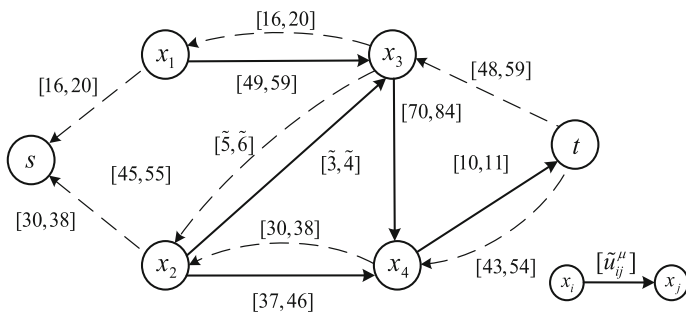 [16,20]
x₁
x₃
[16,20]
[49,59]
[48,59]
[70,84]
s
[5̃,6̃]
t
[45,55]
[3̃,4̃]
[10,11]
[30,38]
[30,38]
x₂
x₄
[43,54]
[ũᵢⱼ^μ]
[37,46]
xᵢ
xⱼ